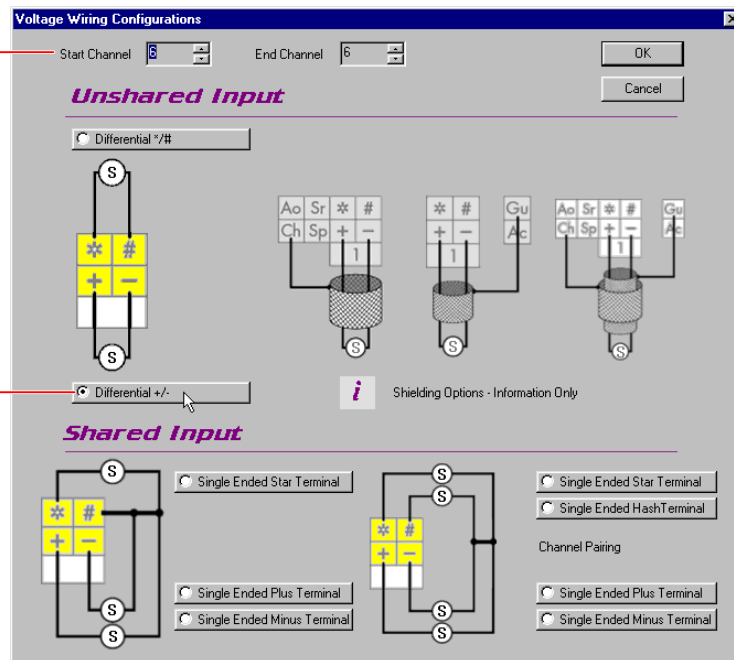 Voltage Wiring Configurations
Start Channel 6 End Channel 6 OK
Cancel
Unshared Input
Differential */#
S
* #
+ −
S
Ao Sr * #
Ch Sp + −
1
S
* # Gu
+ − Ac
1
S
Ao Sr * # Gu
Ch Sp + − Ac
1
S
Differential +/-
i Shielding Options - Information Only
Shared Input
S
* #
+ −
S
S
Single Ended Star Terminal
Single Ended Plus Terminal
Single Ended Minus Terminal
S
S
* #
+ −
S
S
Single Ended Star Terminal
Single Ended HashTerminal
Channel Pairing
Single Ended Plus Terminal
Single Ended Minus Terminal